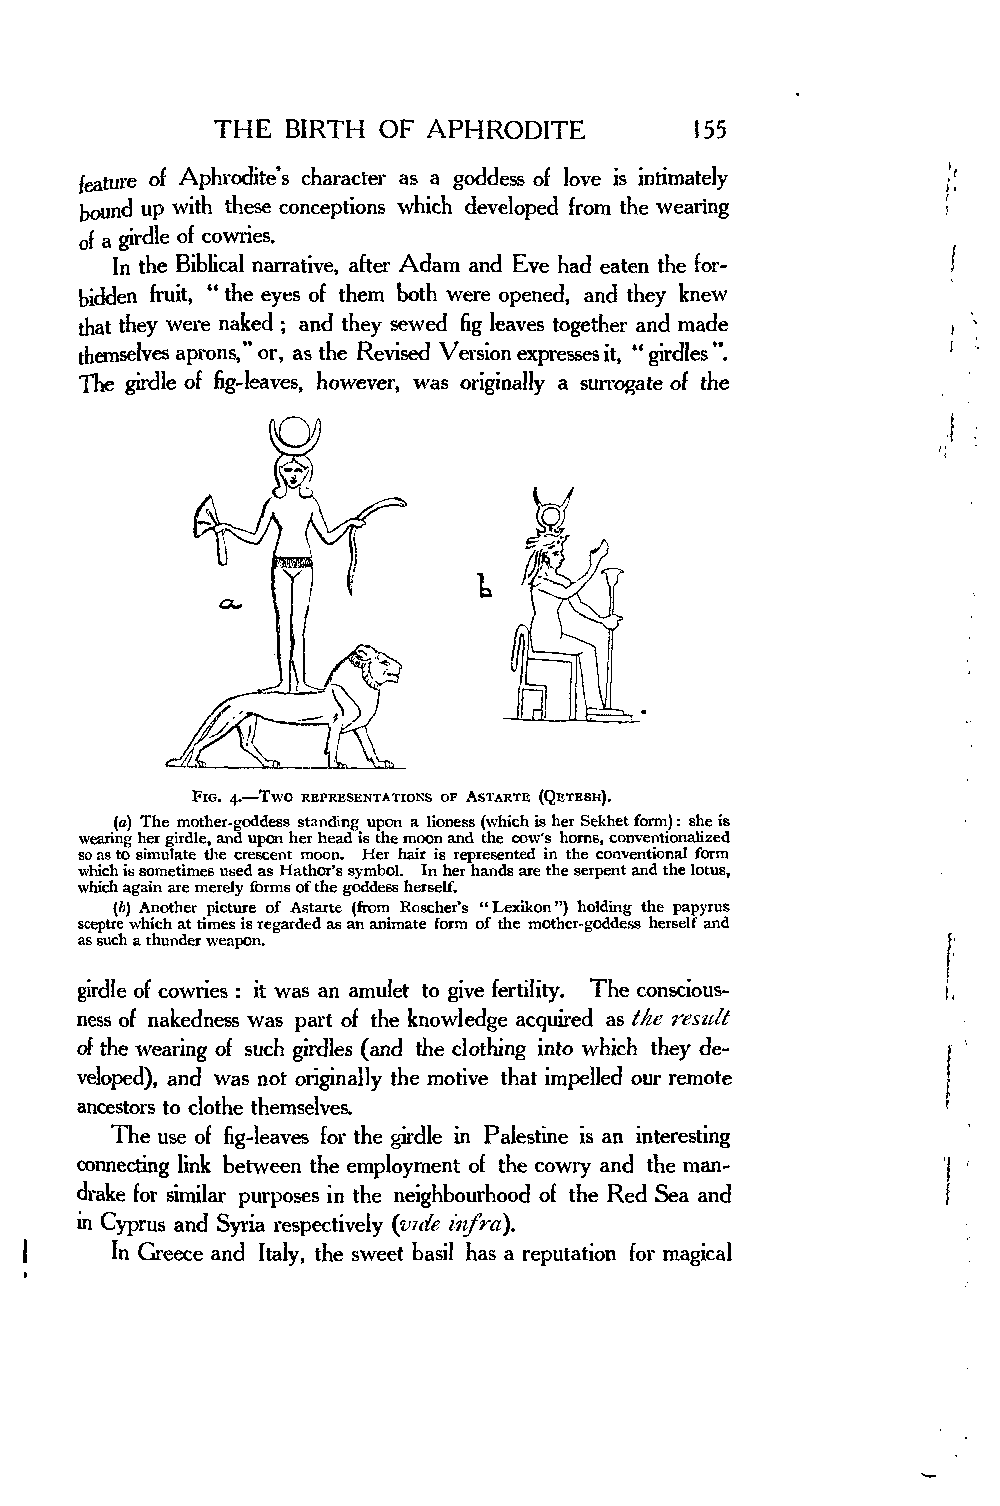 THE BIRTH OF APHRODITE 155
feature of Aphrodite's character as a goddess of love is intimately
bound up with these conceptions which developed from the wearing
of a girdle of cowries.
In the Biblical narrative, after Adam and Eve had eaten the for-
bidden fruit, “ the eyes of them both were opened, and they knew
that they were naked ; and they sewed fig leaves together and made
themselves aprons,” or, as the Revised Version expresses it, “ girdles ”.
The girdle of fig-leaves, however, was originally a surrogate of the
a
b
FIG. 4.—TWO REPRESENTATIONS OF ASTARTE (QETESH).
(a) The mother-goddess standing upon a lioness (which is her Sekhet form) : she is
wearing her girdle, and upon her head is the moon and the cow's horns, conventionalized
so as to simulate the crescent moon. Her hair is represented in the conventional form
which is sometimes used as Hathor's symbol. In her hands are the serpent and the lotus,
which again are merely forms of the goddess herself.
(b) Another picture of Astarte (from Roscher's “ Lexikon ”) holding the papyrus
sceptre which at times is regarded as an animate form of the mother-goddess herself and
as such a thunder weapon.
girdle of cowries : it was an amulet to give fertility. The conscious-
ness of nakedness was part of the knowledge acquired as the result
of the wearing of such girdles (and the clothing into which they de-
veloped), and was not originally the motive that impelled our remote
ancestors to clothe themselves.
The use of fig-leaves for the girdle in Palestine is an interesting
connecting link between the employment of the cowry and the man-
drake for similar purposes in the neighbourhood of the Red Sea and
in Cyprus and Syria respectively (vide infra).
In Greece and Italy, the sweet basil has a reputation for magical